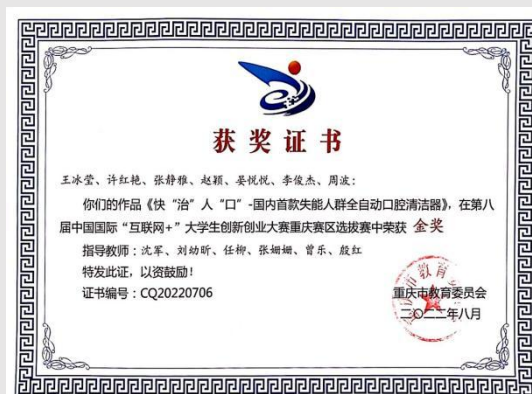 获奖证书
王冰莹、许红艳、张静雅、赵颖、晏悦悦、李俊杰、周波：
你们的作品《快“治”人“口”-国内首款失能人群全自动口腔清洁器》，在第八
届中国国际“互联网+”大学生创新创业大赛重庆赛区选拔赛中荣获 金奖
指导教师：沈军、刘幼昕、任柳、张姗姗、曾乐、殷红
特发此证，以资鼓励！
证书编号：CQ20220706
重庆市教育委员会
二〇二二年八月